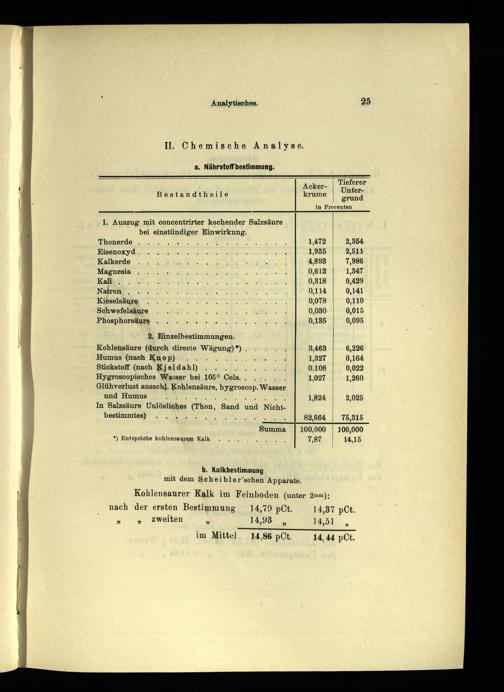 Analytisches. 25
II. Chemische Analyse.
a. Nährstoffbestimmung.
Bestandtheile Acker-krume Tieferer Unter-grund
in Procenten
1. Auszug mit concentrirter kochender Salzsäure
bei einstündiger Einwirkung.
Thonerde . . . . 1,472 2,354
Eisenoxyd . . . . 1,935 2,511
Kalkerde . . . . 4,893 7,986
Magnesia . . . . 0,612 1,347
Kali . . . . 0,318 0,429
Natron . . . . 0,114 0,141
Kieselsäure . . . . 0,078 0,110
Schwefelsäure . . . . 0,030 0,015
Phosphorsäure . . . . 0,135 0,095
2. Einzelbestimmungen.
Kohlensäure (durch directe Wägung)*) . . . . 3,463 6,226
Humus (nach Knop) . . . . 1,327 0,164
Stickstoff (nach Kjeldahl) . . . . 0,108 0,022
Hygroscopisches Wasser bei 105° Cels. . . . . 1,027 1,260
Glühverlust ausschl. Kohlensäure, hygroscop. Wasser
und Humus . . . . 1,824 2,025
In Salzsäure Unlösliches (Thon, Sand und Nicht-
bestimmtes) . . . . 82,664 75,315
Summa 100,000 100,000
*) Entspräche kohlensaurem Kalk . . . . 7,87 14,15
b. Kalkbestimmung
mit dem Scheibler'schen Apparate.
Kohlensaurer Kalk im Feinboden (unter 2mm):
nach der ersten Bestimmung 14,79 pCt. 14,37 pCt.
„ „ zweiten „ 14,93 „ 14,51 „
im Mittel 14,86 pCt. 14,44 pCt.